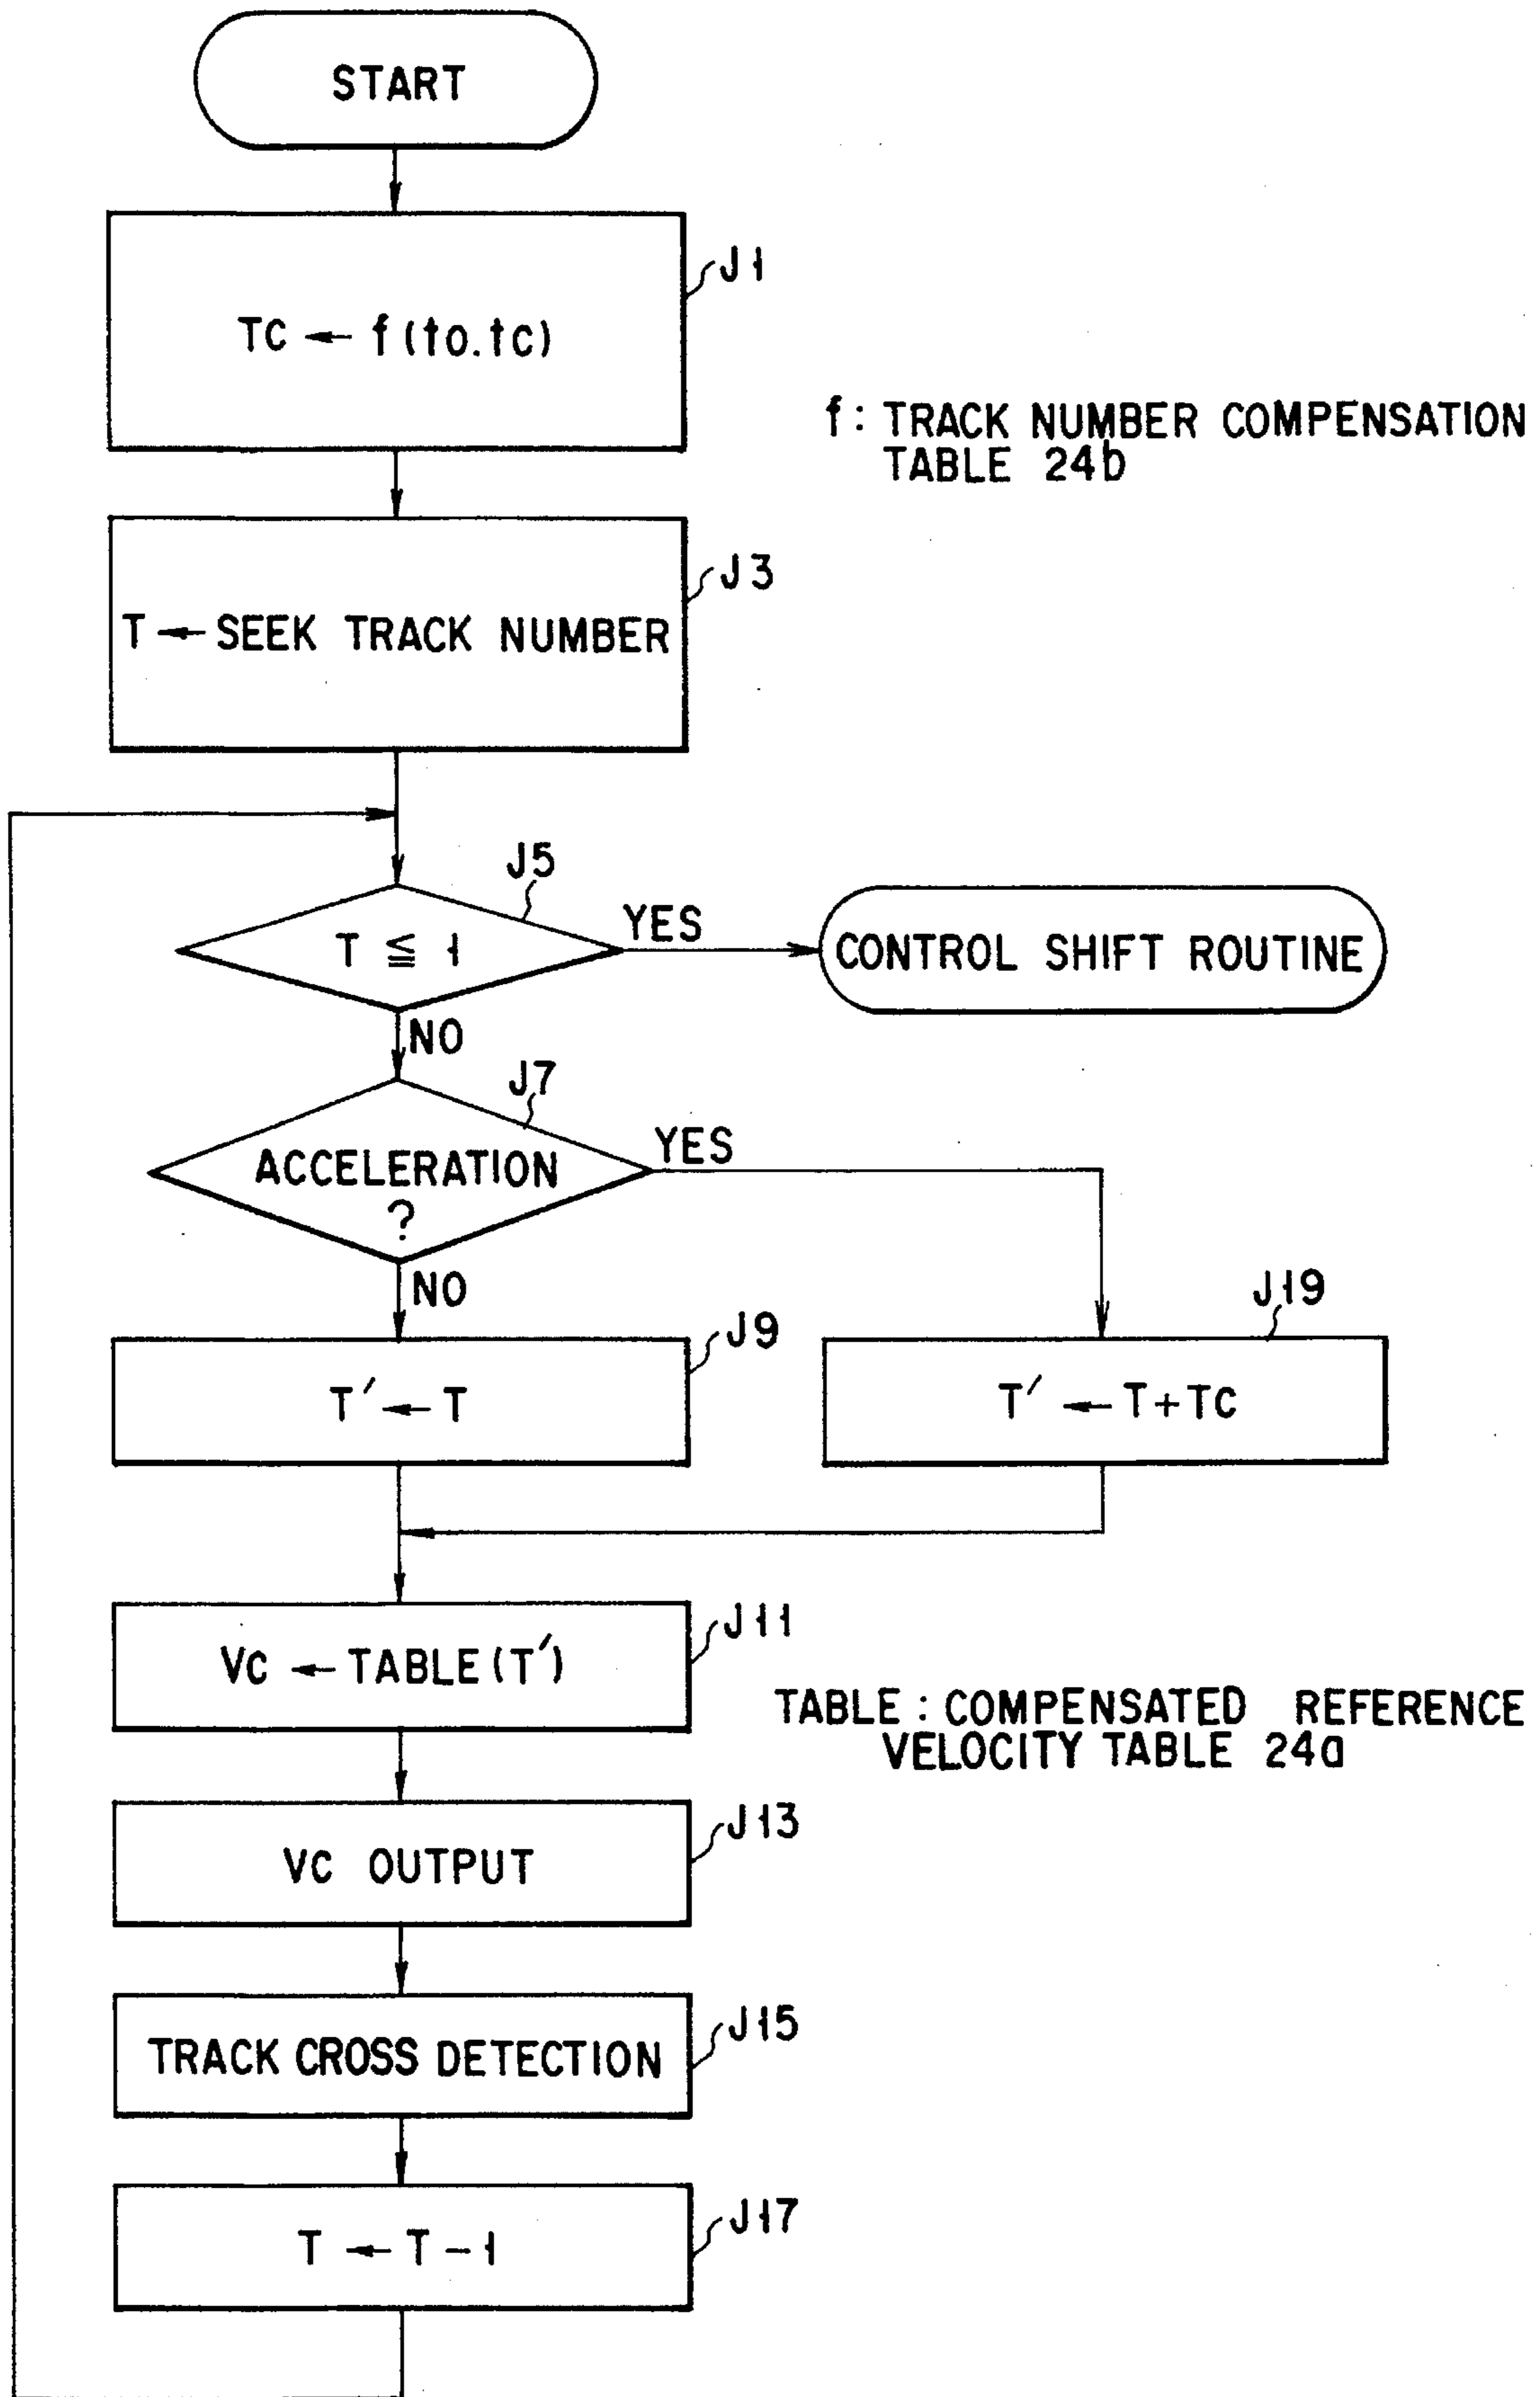 START
J1
TC ← f(to.tc)
f: TRACK NUMBER COMPENSATION
TABLE 24b
J3
T ← SEEK TRACK NUMBER
J5
T ≦ 1
YES
CONTROL SHIFT ROUTINE
NO
J7
ACCELERATION
?
YES
NO
J9
T′ ← T
J19
T′ ← T+TC
J11
VC ← TABLE(T′)
TABLE : COMPENSATED REFERENCE
VELOCITY TABLE 24a
J13
VC OUTPUT
J15
TRACK CROSS DETECTION
J17
T ← T-1